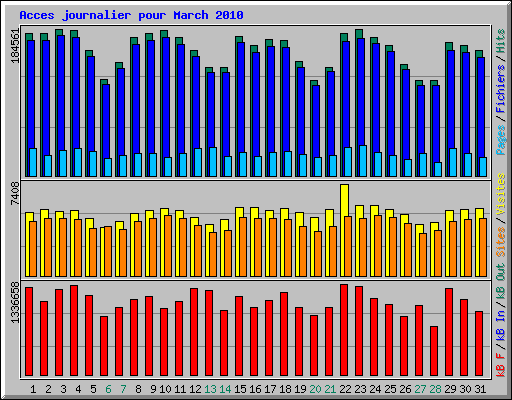 Acces journalier pour March 2010
184561
Pages / Fichiers / Hits
7408
Sites / Visites
1336658
kB F / kB In / kB Out
1 2 3 4 5 6 7 8 9 10 11 12 13 14 15 16 17 18 19 20 21 22 23 24 25 26 27 28 29 30 31